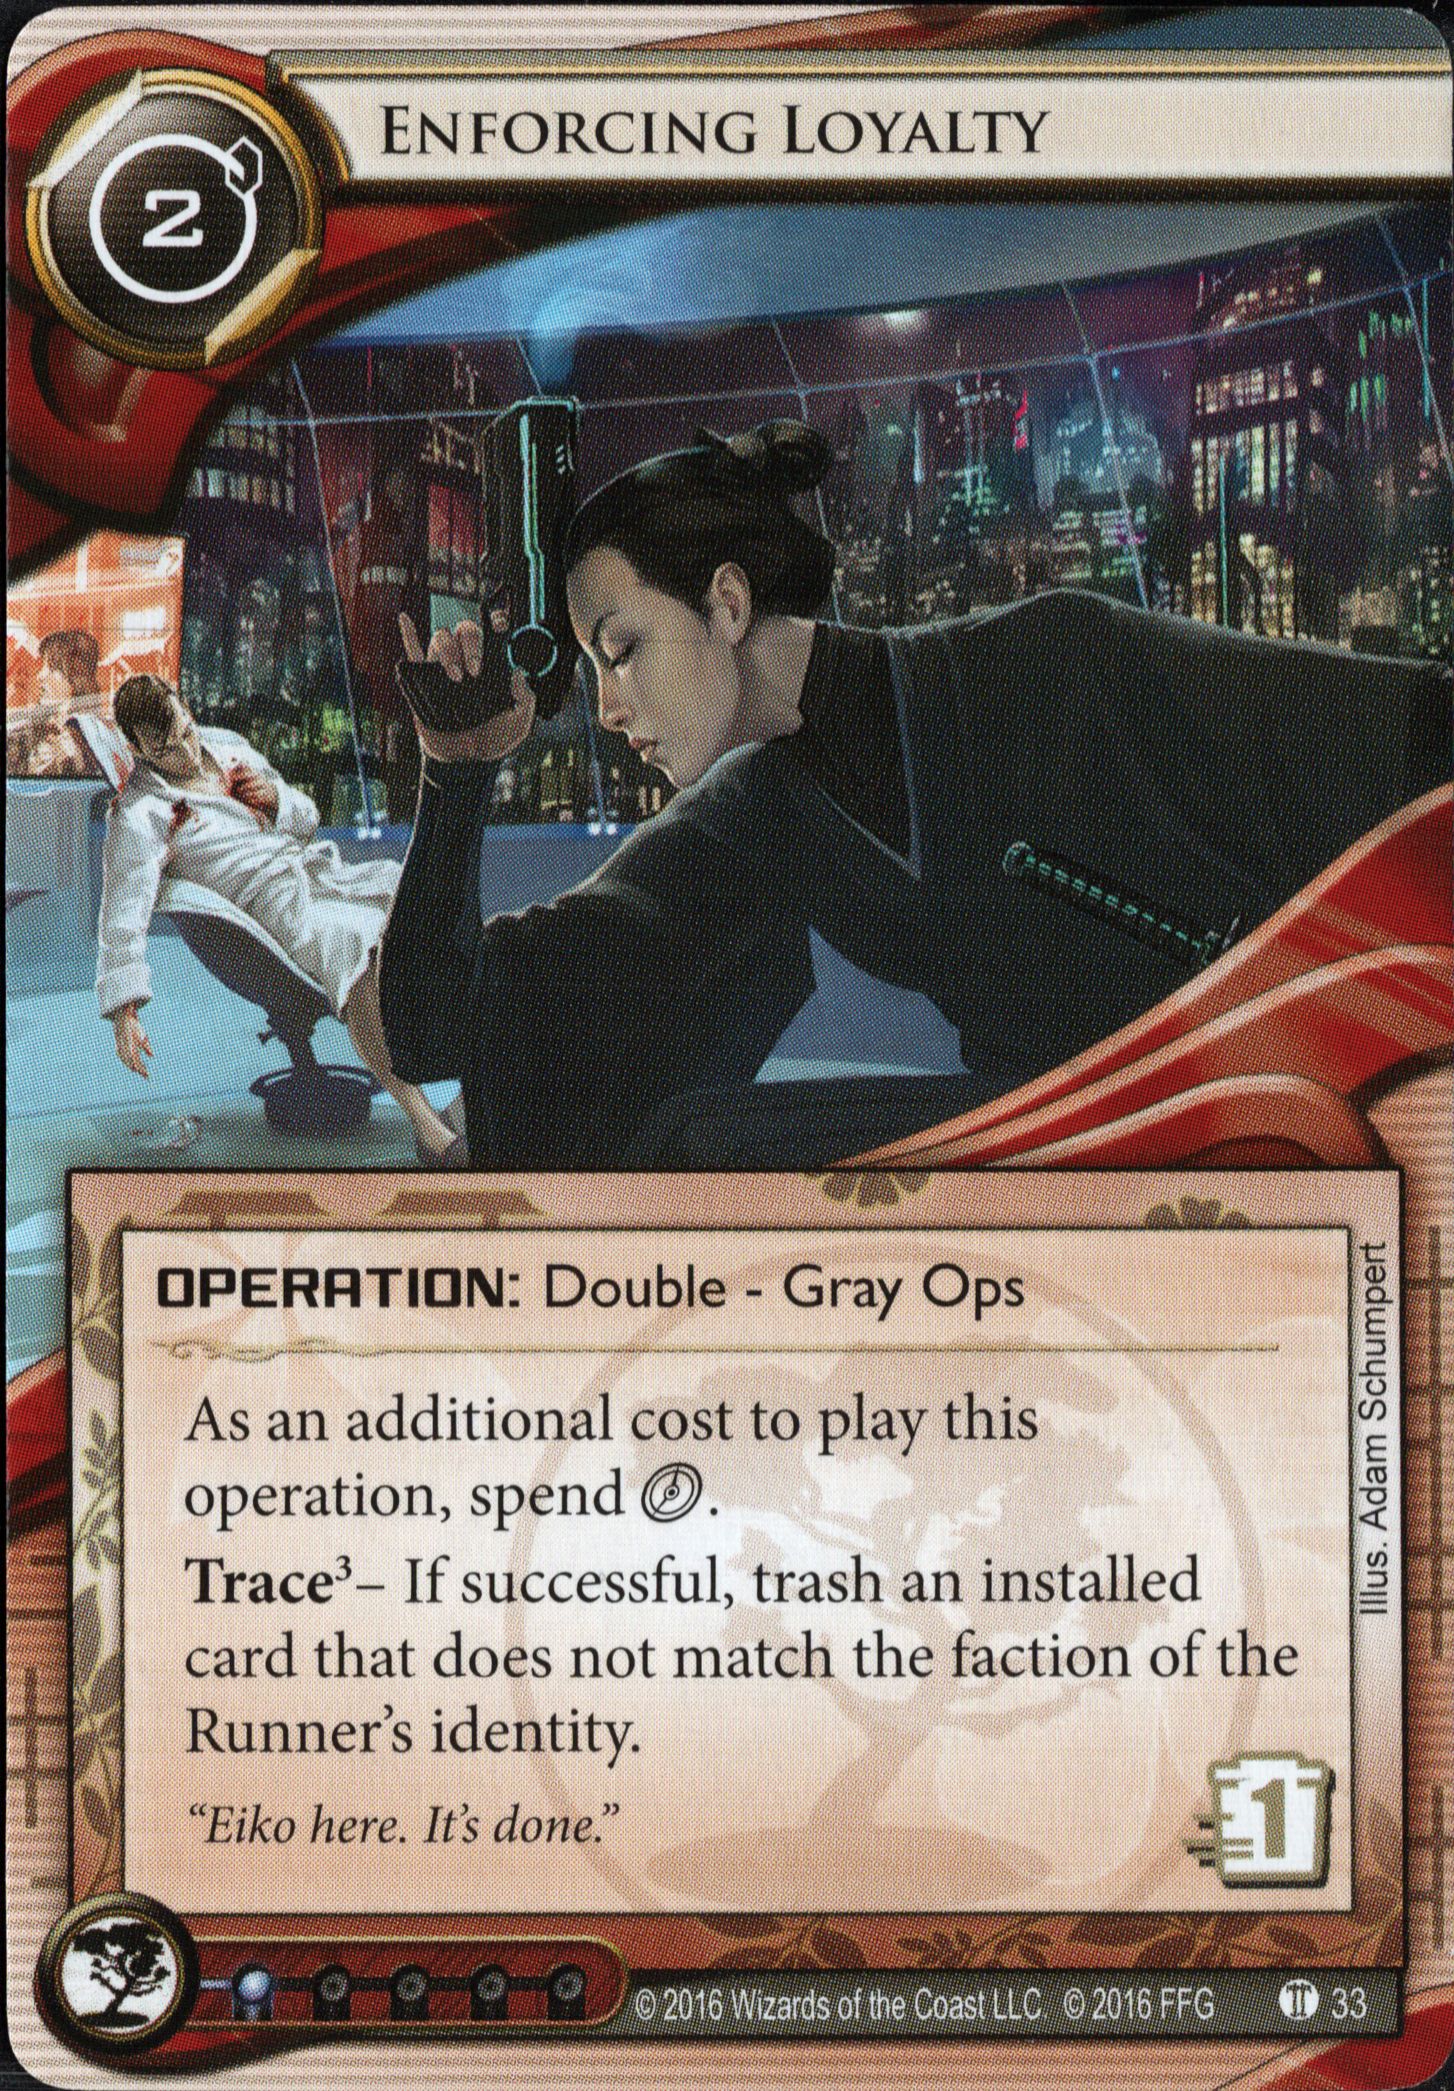 ENFORCING LOYALTY
2
OPERATION: Double - Gray Ops
As an additional cost to play this
operation, spend .
Trace³– If successful, trash an installed
card that does not match the faction of the
Runner’s identity.
“Eiko here. It’s done.”
1
Illus. Adam Schumpert
© 2016 Wizards of the Coast LLC. © 2016 FFG
33